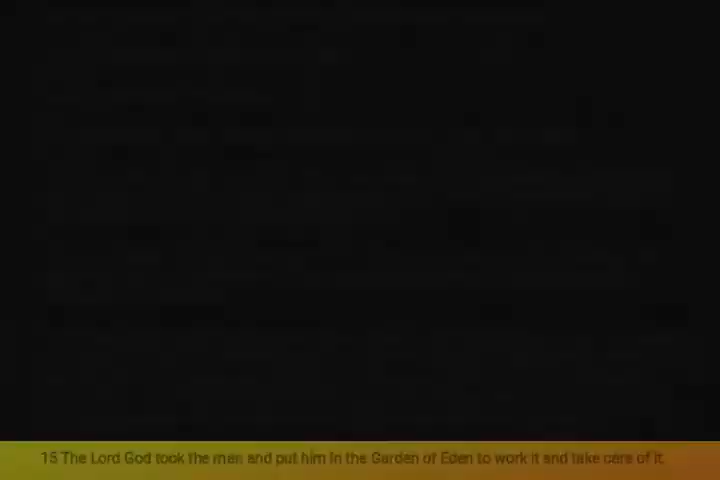 15 The Lord God took the man and put him in the Garden of Eden to work it and take care of it.